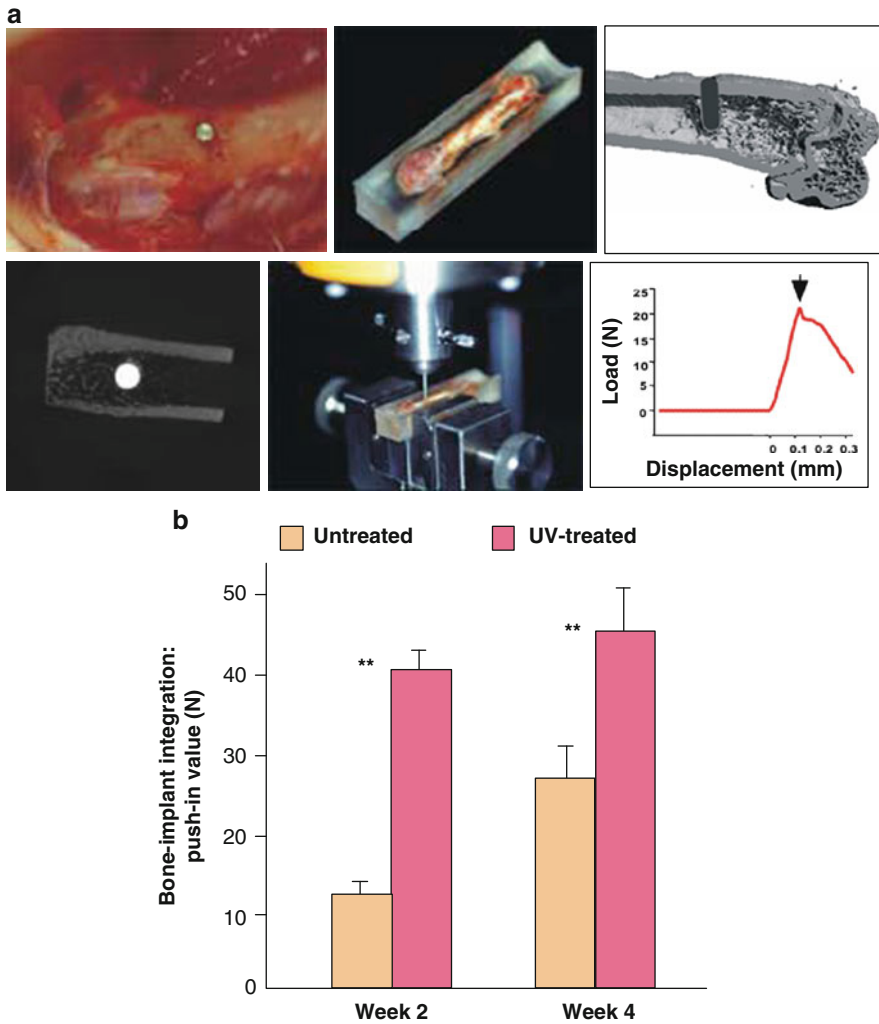 a
Load (N)
25
20
15
10
5
0
0 0.1 0.2 0.3
Displacement (mm)
b
Untreated UV-treated
Bone-implant integration:
push-in value (N)
50
40
30
20
10
0
**
**
Week 2 Week 4